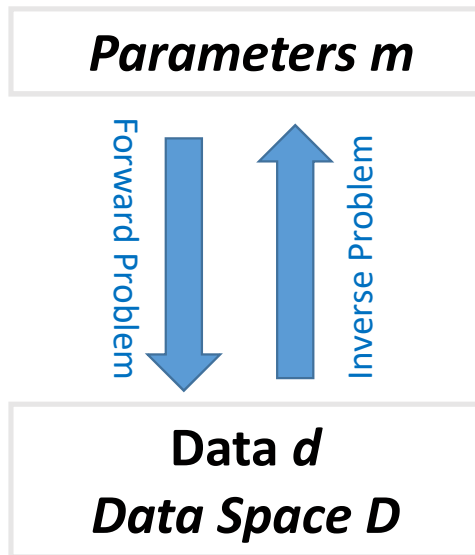 Parameters m
Forward Problem
Inverse Problem
Data d
Data Space D